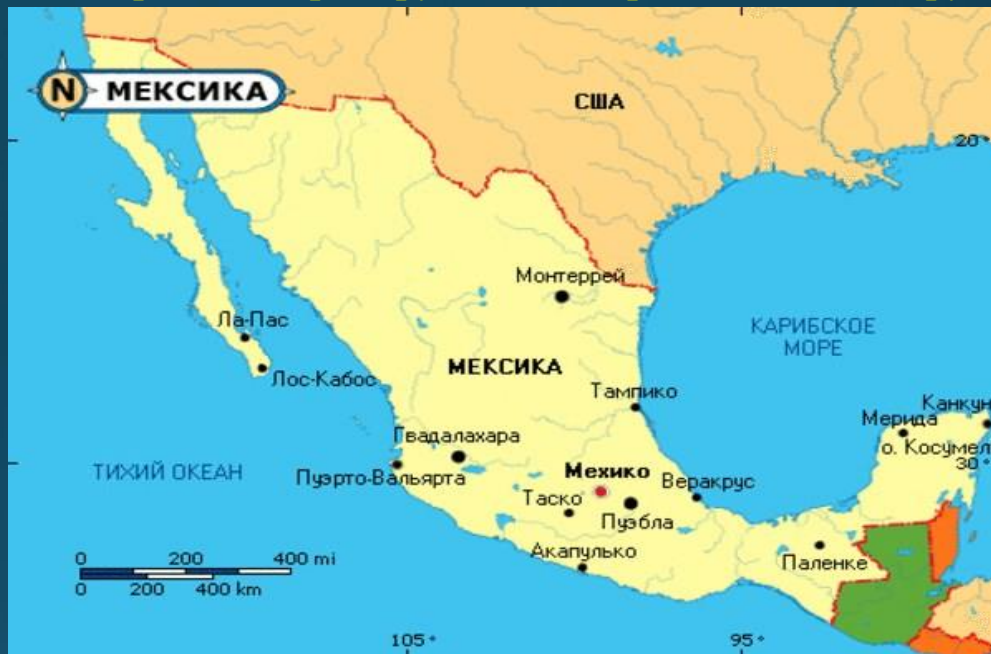 N МЕКСИКА
США
20°
Монтеррей
КАРИБСКОЕ
МОРЕ
Ла-Пас
Лос-Кабос
МЕКСИКА
Тампико
Канкун
Мерида
о. Косумел
Гвадалахара
30°
ТИХИЙ ОКЕАН
Пуэрто-Вальярта
Мехико
Веракрус
Таско
Пуэбла
Акапулько
Паленке
0 200 400 mi
0 200 400 km
105° 95°